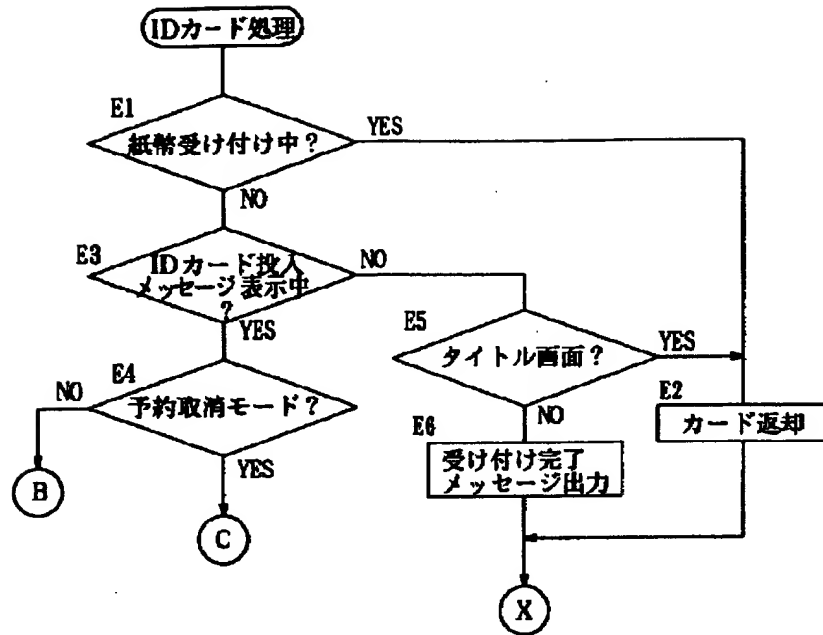 IDカード処理
E1
紙幣受け付け中？
YES
NO
E3
IDカード投入
メッセージ表示中
？
NO
YES
E5
タイトル画面？
YES
E4
NO
予約取消モード？
E2
カード返却
NO
E6
受け付け完了
メッセージ出力
YES
B
C
X